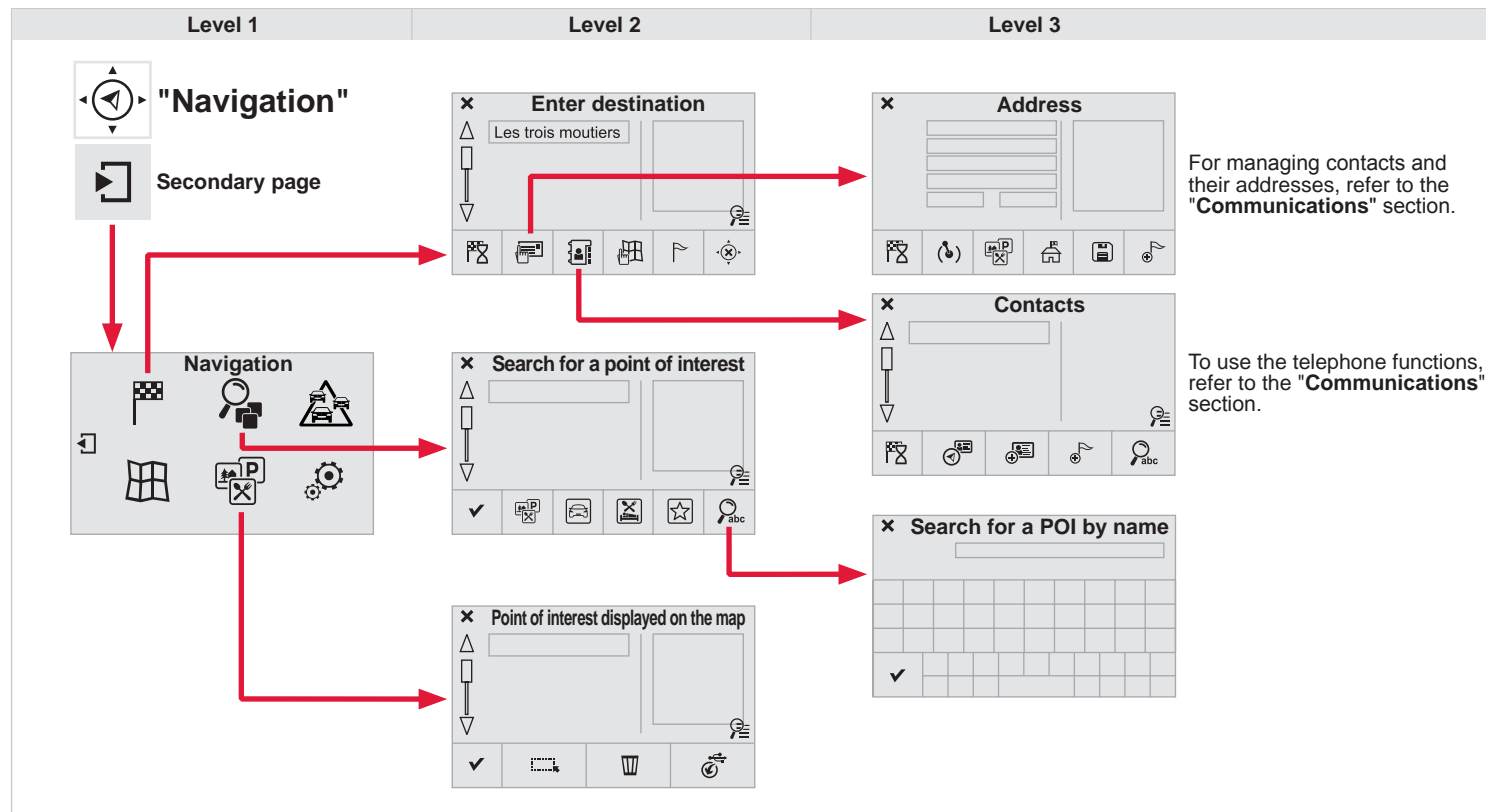 Level 1
Level 2
Level 3
"Navigation"
Secondary page
Navigation
P
Enter destination
Les trois moutiers
Search for a point of interest
P
abc
Point of interest displayed on the map
Address
P
For managing contacts and
their addresses, refer to the
"Communications" section.
Contacts
abc
To use the telephone functions,
refer to the "Communications"
section.
Search for a POI by name